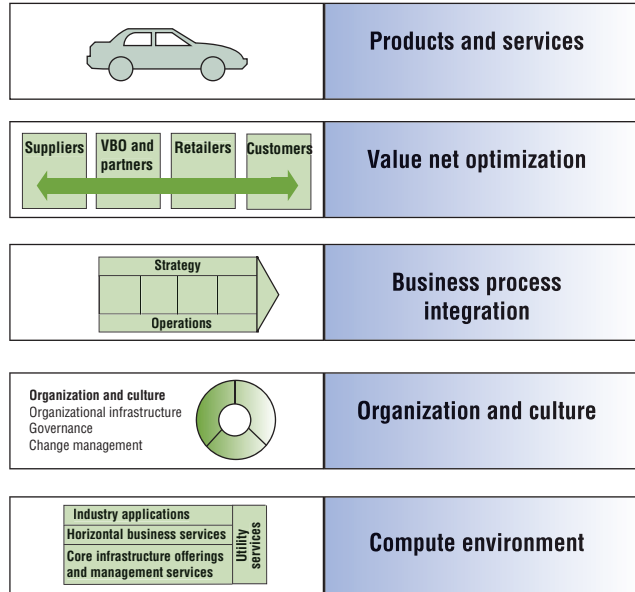 Products and services
Suppliers
VBO and
partners
Retailers
Customers
Value net optimization
Strategy
Operations
Business process
integration
Organization and culture
Organizational infrastructure
Governance
Change management
Organization and culture
Industry applications
Horizontal business services
Core infrastructure offerings
and management services
Utility
services
Compute environment